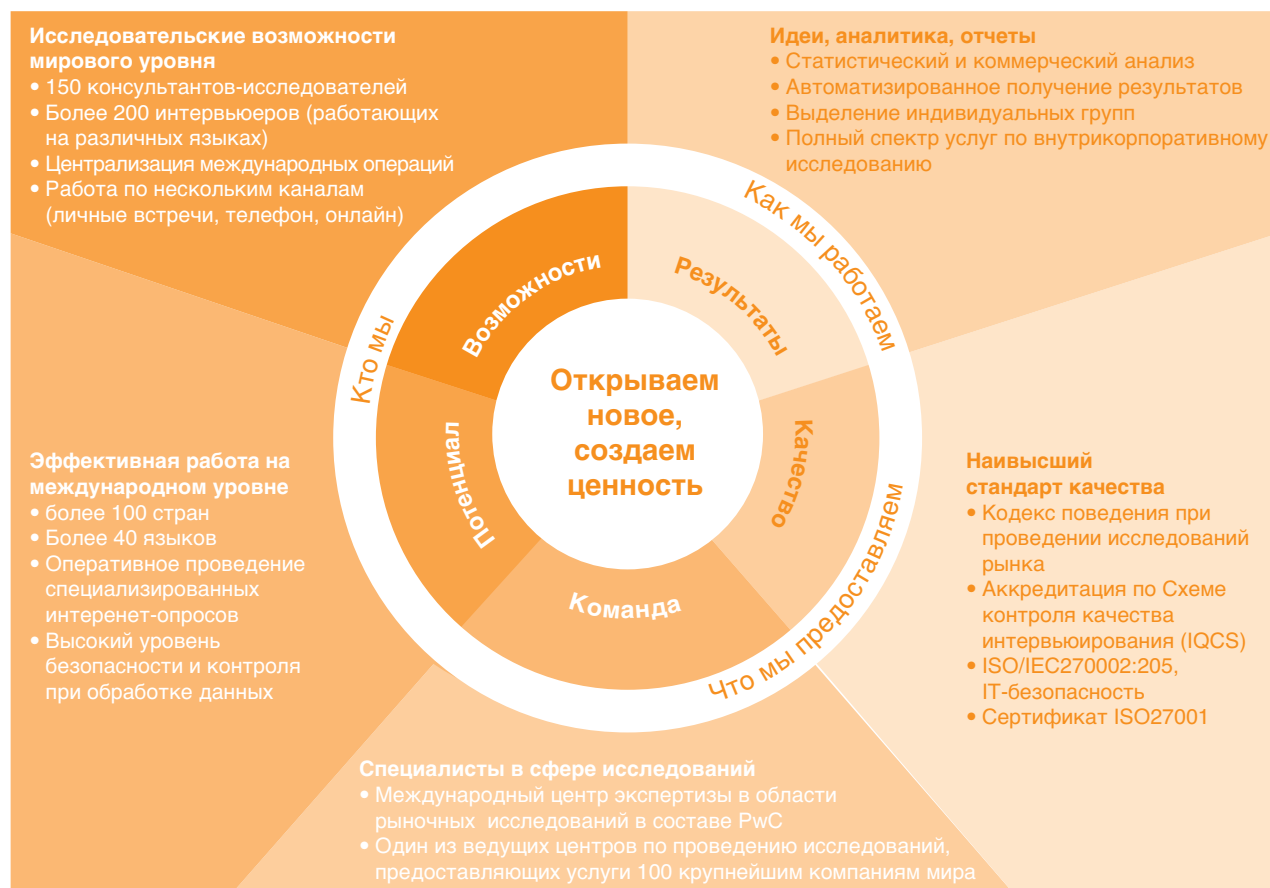 Исследовательские возможности
мирового уровня
• 150 консультантов-исследователей
• Более 200 интервьюеров (работающих
на различных языках)
• Централизация международных операций
• Работа по нескольким каналам
(личные встречи, телефон, онлайн)
Идеи, аналитика, отчеты
• Статистический и коммерческий анализ
• Автоматизированное получение результатов
• Выделение индивидуальных групп
• Полный спектр услуг по внутрикорпоративному
исследованию
Кто мы
Как мы работаем
Что мы предоставляем
Возможности
Результаты
Потенциал
Качество
Команда
Открываем
новое,
создаем
ценность
Эффективная работа на
международном уровне
• более 100 стран
• Более 40 языков
• Оперативное проведение
специализированных
интеренет-опросов
• Высокий уровень
безопасности и контроля
при обработке данных
Наивысший
стандарт качества
• Кодекс поведения при
проведении исследований
рынка
• Аккредитация по Схеме
контроля качества
интервьюирования (IQCS)
• ISO/IEC270002:205,
IT-безопасность
• Сертификат ISO27001
Специалисты в сфере исследований
• Международный центр экспертизы в области
рыночных исследований в составе PwC
• Один из ведущих центров по проведению исследований,
предоставляющих услуги 100 крупнейшим компаниям мира